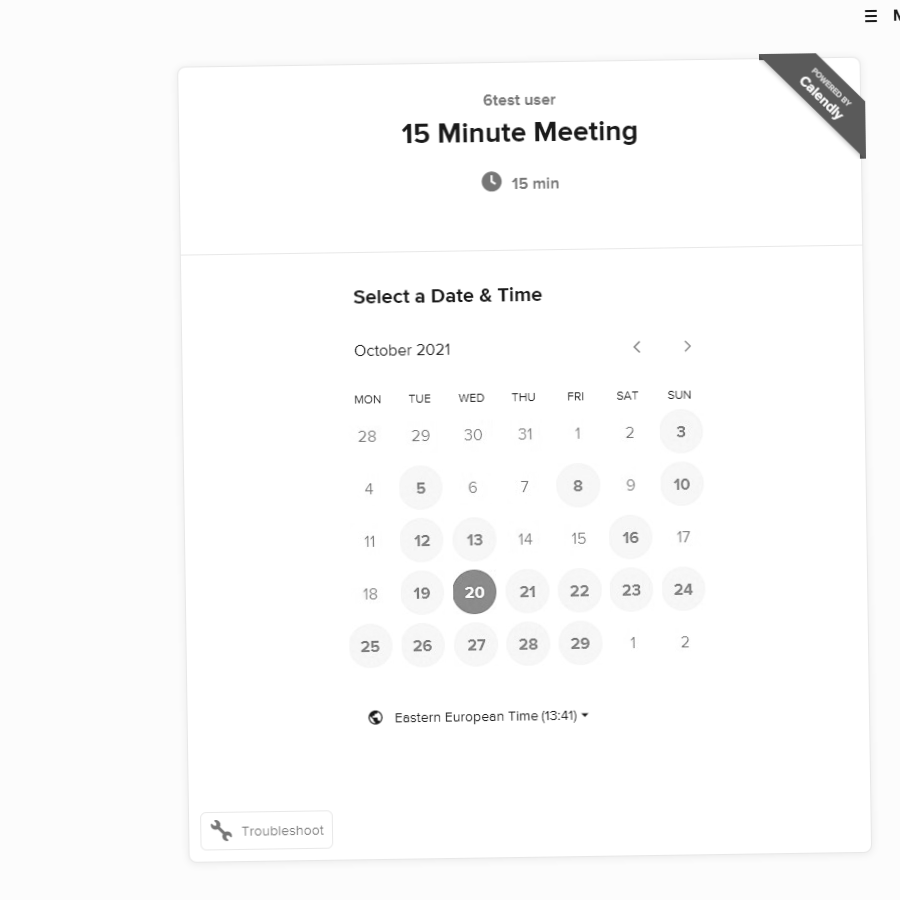 6test user
15 Minute Meeting
15 min
POWERED BY
Calendly
Select a Date & Time
October 2021
MON TUE WED THU FRI SAT SUN
28 29 30 31 1 2 3
4 5 6 7 8 9 10
11 12 13 14 15 16 17
18 19 20 21 22 23 24
25 26 27 28 29 1 2
Eastern European Time (13:41)
Troubleshoot